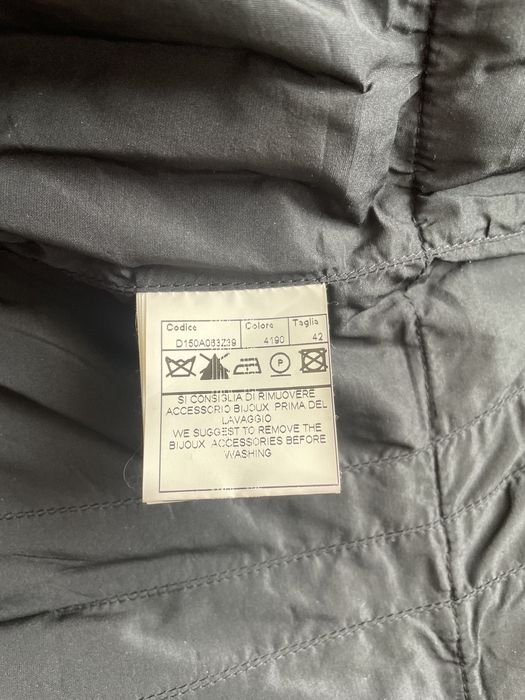 Codice Colore Taglia
D150A063Z39 4190 42
P
SI CONSIGLIA DI RIMUOVERE
ACCESSORIO BIJOUX PRIMA DEL
LAVAGGIO
WE SUGGEST TO REMOVE THE
BIJOUX ACCESSORIES BEFORE
WASHING